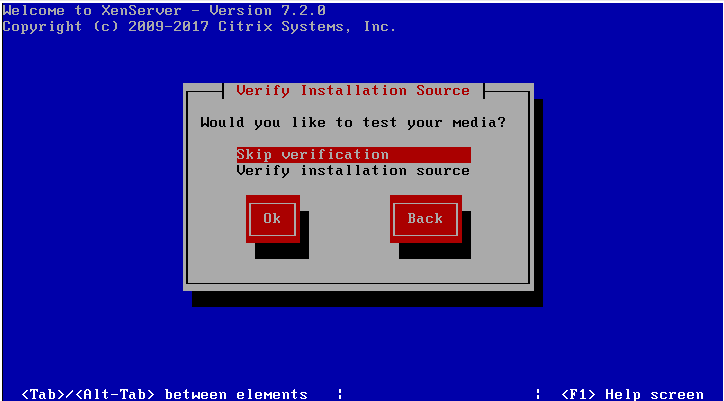 Welcome to XenServer - Version 7.2.0
Copyright (c) 2009-2017 Citrix Systems, Inc.
Verify Installation Source
Would you like to test your media?
Skip verification
Verify installation source
Ok Back
<Tab>/<Alt-Tab> between elements | | <F1> Help screen